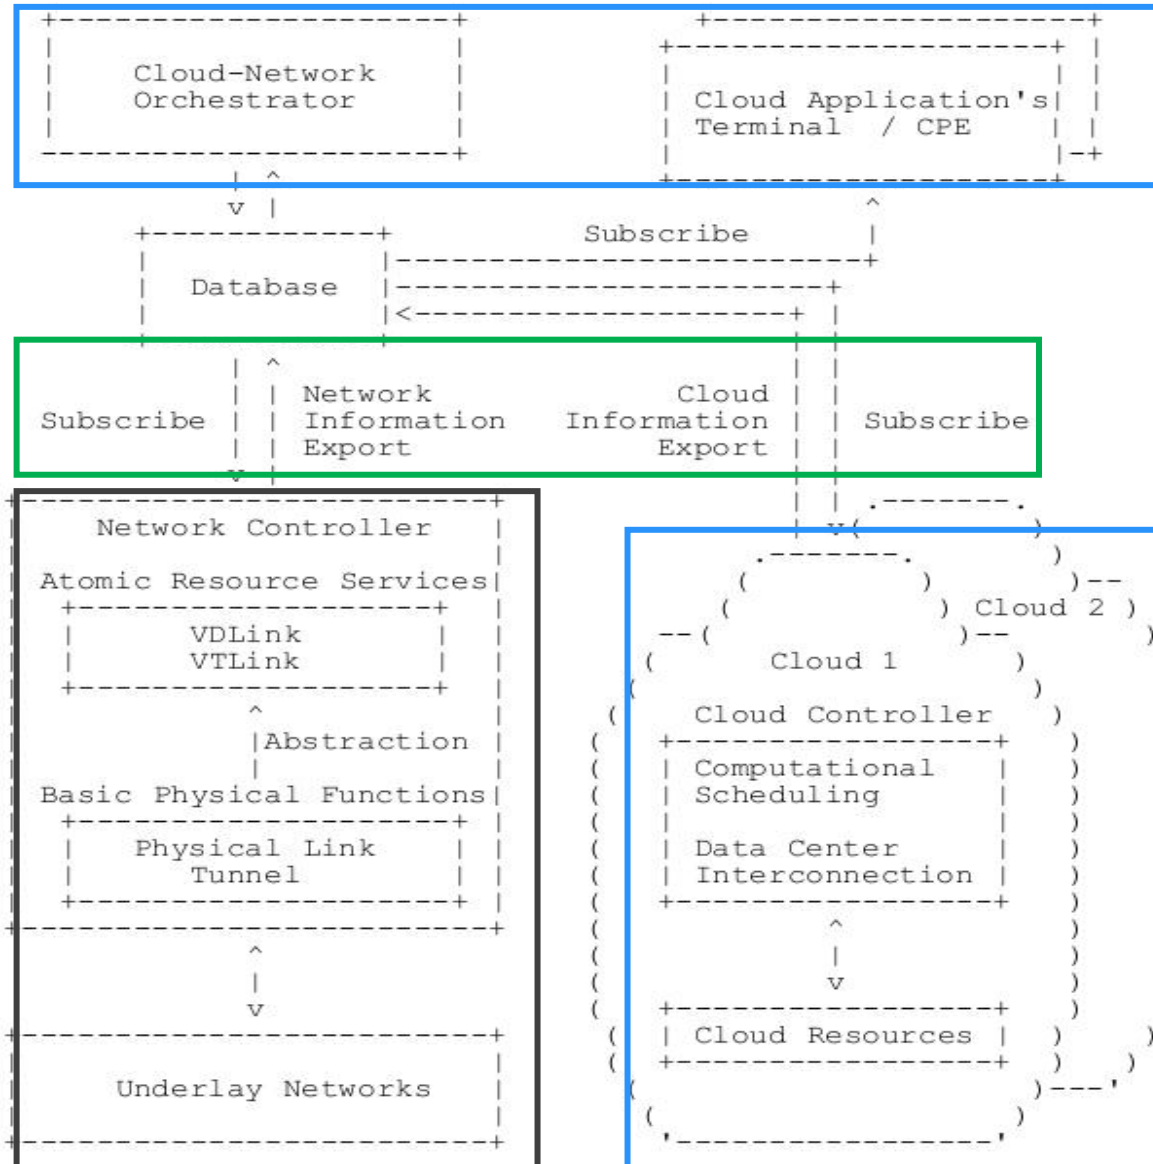 Cloud-Network
Orchestrator
Cloud Application's
Terminal / CPE
Subscribe
Database
Subscribe
Network
Information
Export
Cloud
Information
Export
Subscribe
Network Controller
Atomic Resource Services
VDLink
VTLink
Abstraction
Basic Physical Functions
Physical Link
Tunnel
Underlay Networks
Cloud 2
Cloud 1
Cloud Controller
Computational
Scheduling
Data Center
Interconnection
Cloud Resources